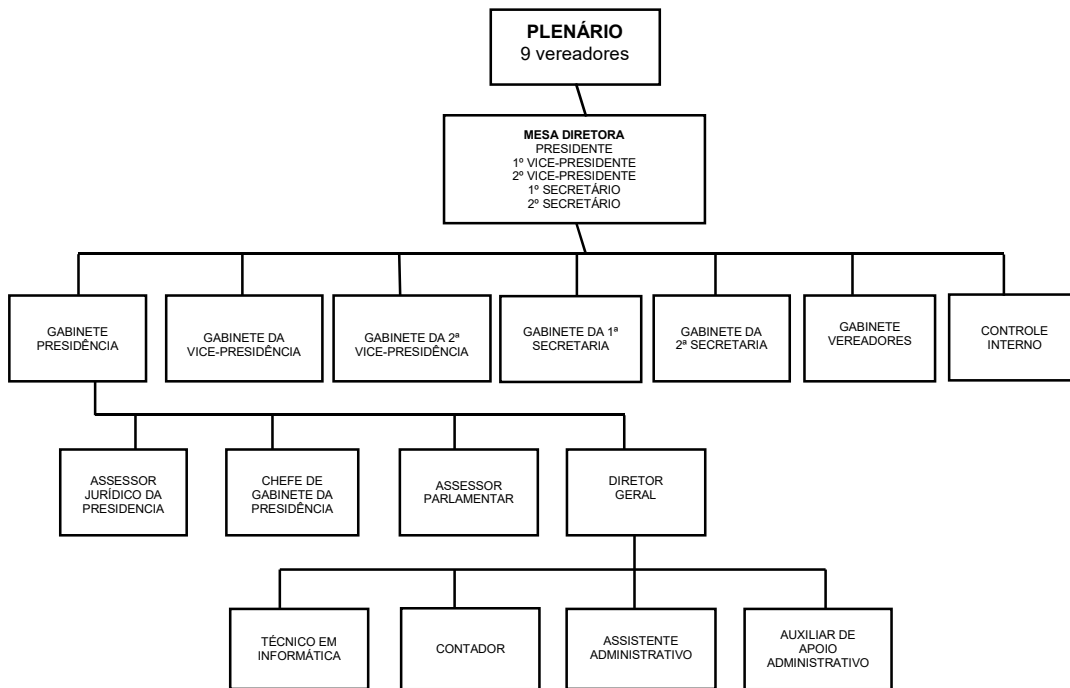 PLENÁRIO
9 vereadores
MESA DIRETORA
PRESIDENTE
1º VICE-PRESIDENTE
2º VICE-PRESIDENTE
1º SECRETÁRIO
2º SECRETÁRIO
GABINETE
PRESIDÊNCIA
GABINETE DA
VICE-PRESIDÊNCIA
GABINETE DA 2ª
VICE-PRESIDÊNCIA
GABINETE DA 1ª
SECRETARIA
GABINETE DA
2ª SECRETARIA
GABINETE
VEREADORES
CONTROLE
INTERNO
ASSESSOR
JURÍDICO DA
PRESIDENCIA
CHEFE DE
GABINETE DA
PRESIDÊNCIA
ASSESSOR
PARLAMENTAR
DIRETOR
GERAL
TÉCNICO EM
INFORMÁTICA
CONTADOR
ASSISTENTE
ADMINISTRATIVO
AUXILIAR DE
APOIO
ADMINISTRATIVO